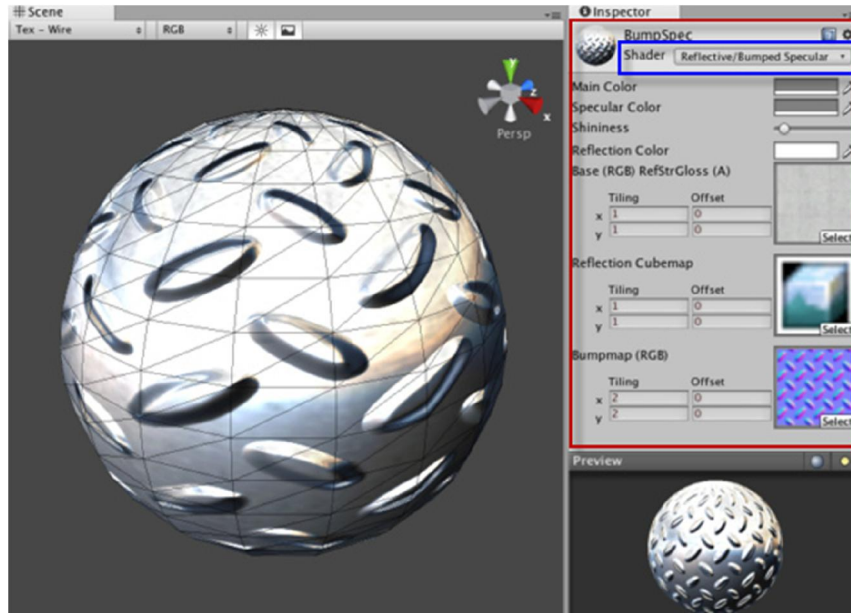 Scene
Tex - Wire
RGB
y
z
x
Persp
Inspector
BumpSpec
Shader Reflective/Bumped Specular
Main Color
Specular Color
Shininess
Reflection Color
Base (RGB) RefStrGloss (A)
Tiling Offset
x 1 0
y 1 0
Select
Reflection Cubemap
Tiling Offset
x 1 0
y 1 0
Select
Bumpmap (RGB)
Tiling Offset
x 2 0
y 2 0
Select
Preview